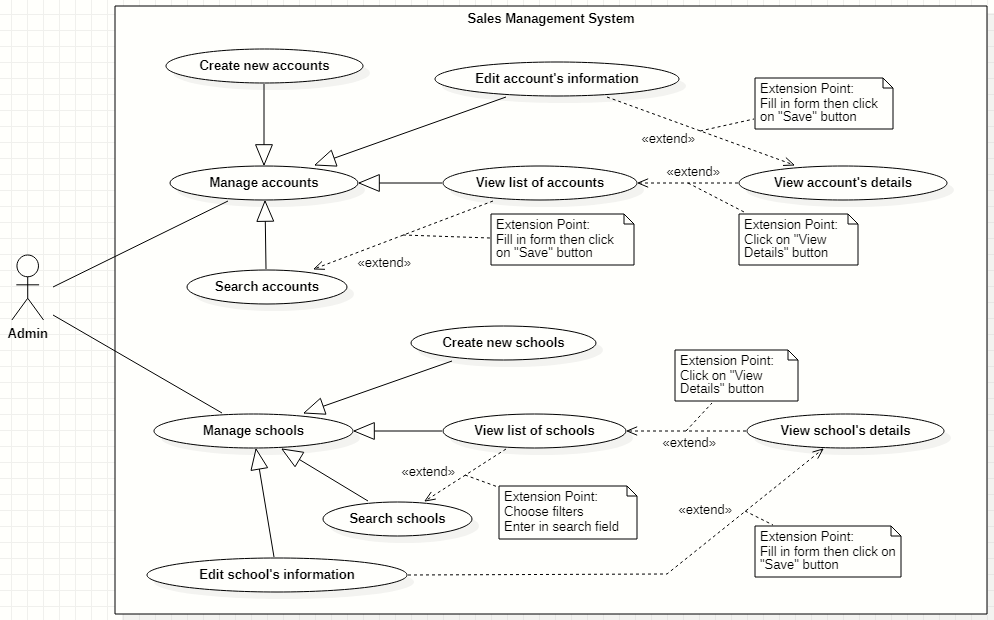 Sales Management System
Create new accounts
Edit account's information
Extension Point:
Fill in form then click
on "Save" button
«extend»
Manage accounts
View list of accounts
«extend»
View account's details
Extension Point:
Fill in form then click
on "Save" button
Extension Point:
Click on "View
Details" button
«extend»
Search accounts
Admin
Create new schools
Extension Point:
Click on "View
Details" button
Manage schools
View list of schools
«extend»
View school's details
«extend»
Extension Point:
Choose filters
Enter in search field
Search schools
«extend»
Extension Point:
Fill in form then click on
"Save" button
Edit school's information